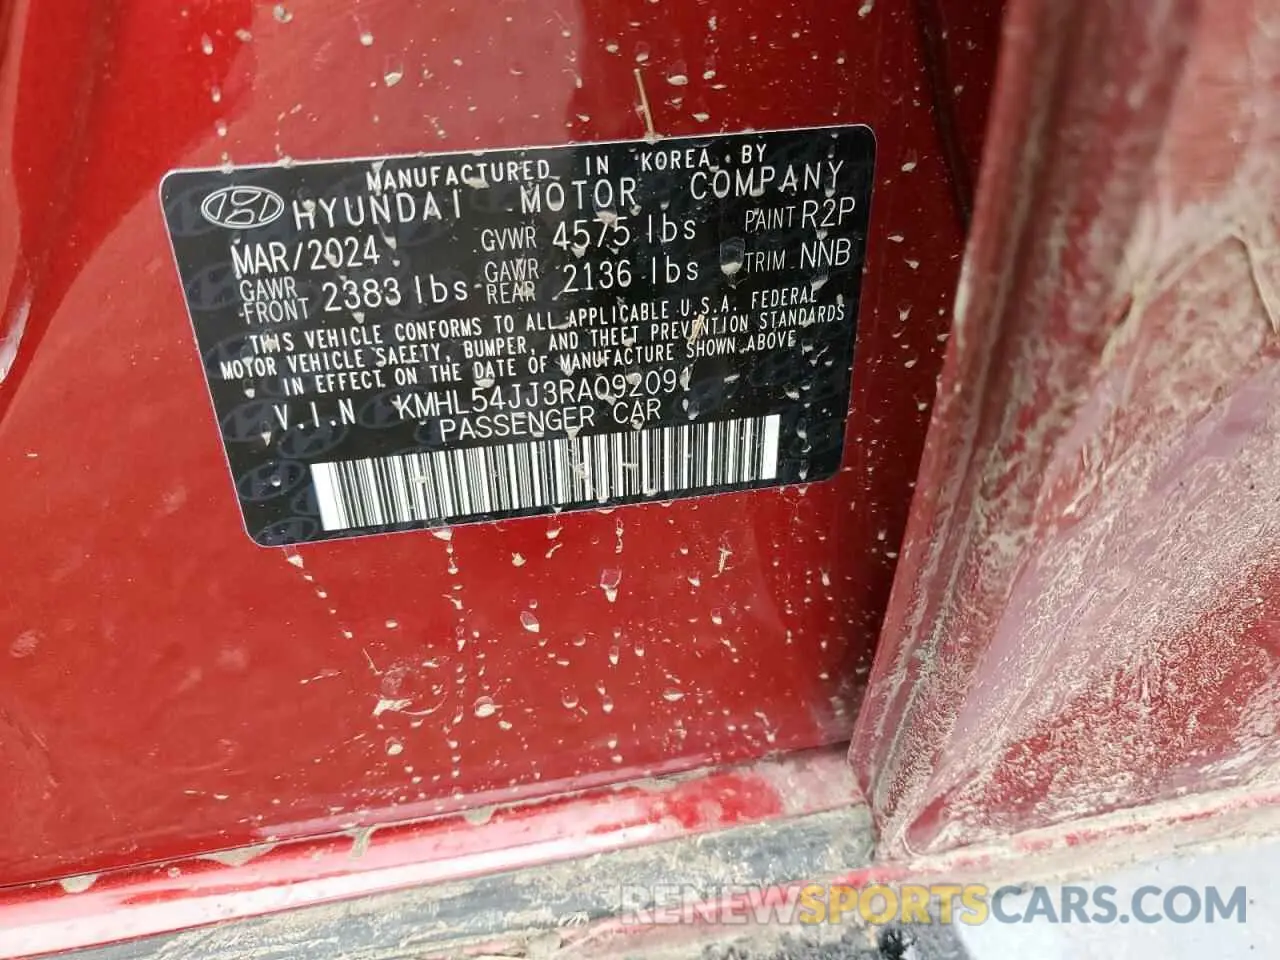 MANUFACTURED IN KOREA BY
HYUNDAI MOTOR COMPANY
MAR/2024 GVWR 4575 lbs PAINT R2P
GAWR FRONT 2383 lbs GAWR REAR 2136 lbs TRIM NNB
THIS VEHICLE CONFORMS TO ALL APPLICABLE U.S.A. FEDERAL
MOTOR VEHICLE SAFETY, BUMPER, AND THEFT PREVENTION STANDARDS
IN EFFECT ON THE DATE OF MANUFACTURE SHOWN ABOVE
V.I.N KMHL54JJ3RA092091
PASSENGER CAR
RENEWSPORTSCARS.COM